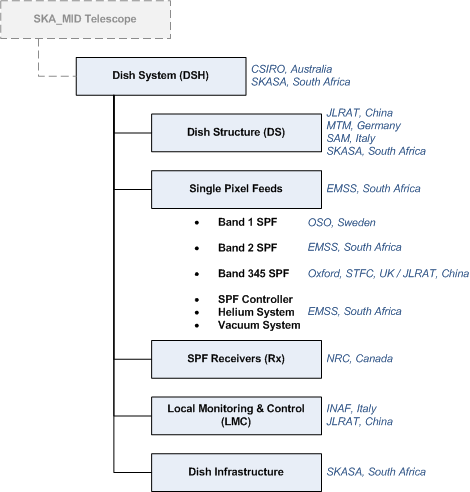 SKA_MID Telescope
Dish System (DSH)
CSIRO, Australia
SKASA, South Africa
Dish Structure (DS)
JLRAT, China
MTM, Germany
SAM, Italy
SKASA, South Africa
Single Pixel Feeds
EMSS, South Africa
• Band 1 SPF
OSO, Sweden
• Band 2 SPF
EMSS, South Africa
• Band 345 SPF
Oxford, STFC, UK / JLRAT, China
• SPF Controller
• Helium System
• Vacuum System
EMSS, South Africa
SPF Receivers (Rx)
NRC, Canada
Local Monitoring & Control
(LMC)
INAF, Italy
JLRAT, China
Dish Infrastructure
SKASA, South Africa